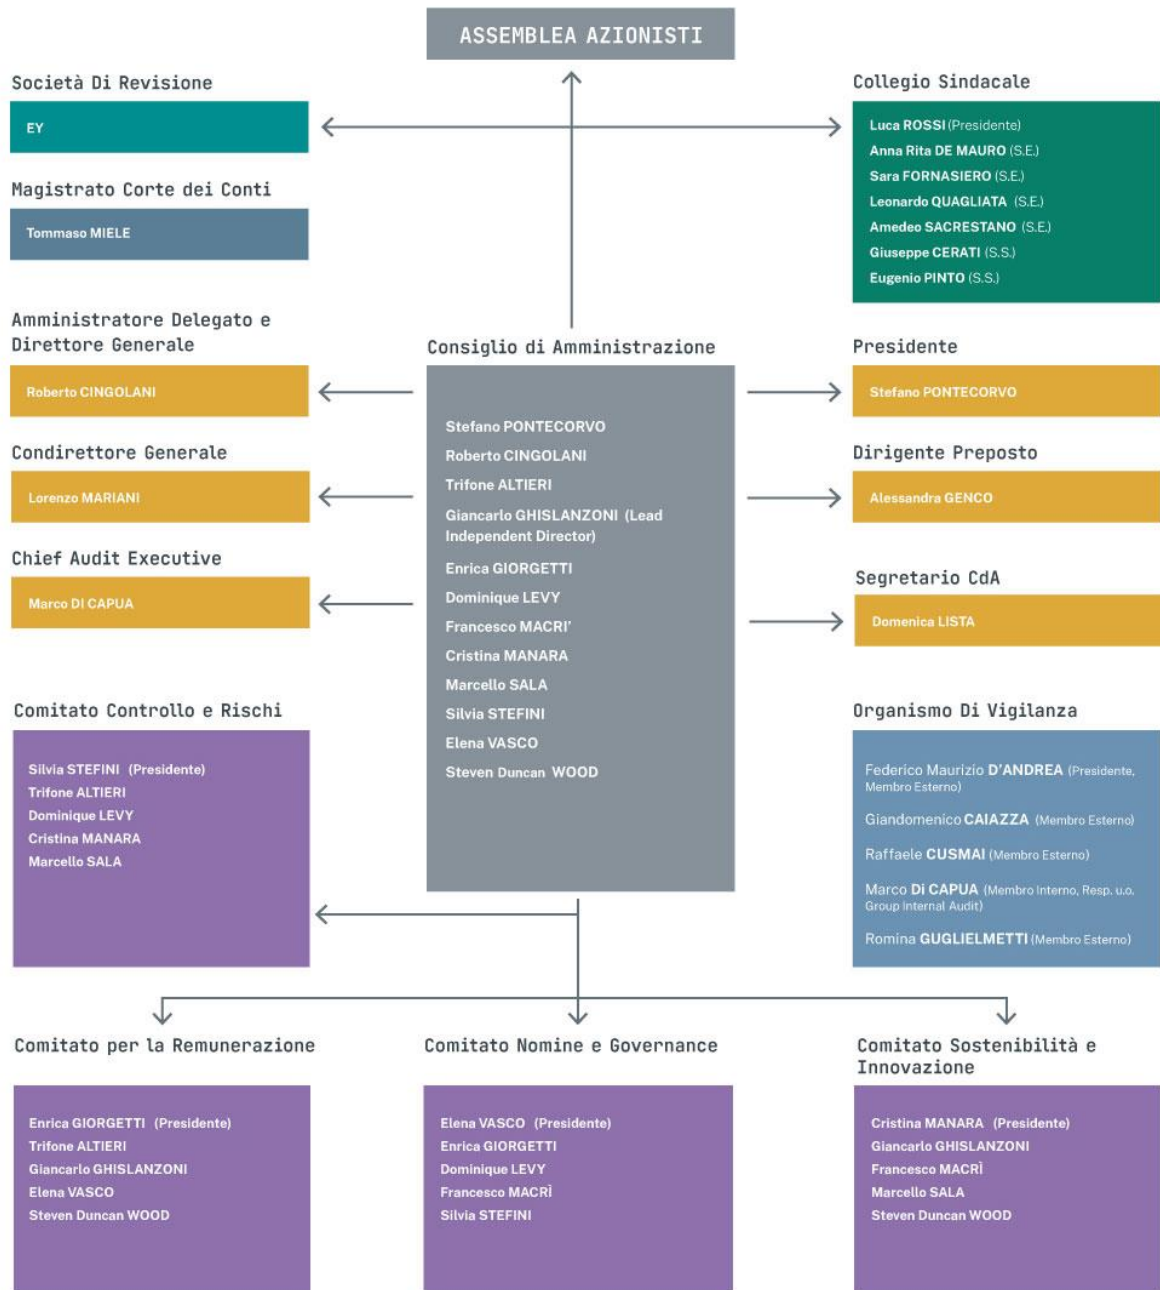 ASSEMBLEA AZIONISTI
Società Di Revisione
EY
Magistrato Corte dei Conti
Tommaso MIELE
Collegio Sindacale
Luca ROSSI (Presidente)
Anna Rita DE MAURO (S.E.)
Sara FORNASIERO (S.E.)
Leonardo QUAGLIATA (S.E.)
Amedeo SACRESTANO (S.E.)
Giuseppe CERATI (S.S.)
Eugenio PINTO (S.S.)
Amministratore Delegato e
Direttore Generale
Roberto CINGOLANI
Condirettore Generale
Lorenzo MARIANI
Chief Audit Executive
Marco DI CAPUA
Consiglio di Amministrazione
Stefano PONTECORVO
Roberto CINGOLANI
Trifone ALTIERI
Giancarlo GHISLANZONI (Lead
Independent Director)
Enrica GIORGETTI
Dominique LEVY
Francesco MACRI’
Cristina MANARA
Marcello SALA
Silvia STEFINI
Elena VASCO
Steven Duncan WOOD
Presidente
Stefano PONTECORVO
Dirigente Preposto
Alessandra GENCO
Segretario CdA
Domenica LISTA
Comitato Controllo e Rischi
Silvia STEFINI (Presidente)
Trifone ALTIERI
Dominique LEVY
Cristina MANARA
Marcello SALA
Organismo Di Vigilanza
Federico Maurizio D’ANDREA (Presidente,
Membro Esterno)
Giandomenico CAIAZZA (Membro Esterno)
Raffaele CUSMAI (Membro Esterno)
Marco Di CAPUA (Membro Interno, Resp. u.o.
Group Internal Audit)
Romina GUGLIELMETTI (Membro Esterno)
Comitato per la Remunerazione
Enrica GIORGETTI (Presidente)
Trifone ALTIERI
Giancarlo GHISLANZONI
Elena VASCO
Steven Duncan WOOD
Comitato Nomine e Governance
Elena VASCO (Presidente)
Enrica GIORGETTI
Dominique LEVY
Francesco MACRÌ
Silvia STEFINI
Comitato Sostenibilità e
Innovazione
Cristina MANARA (Presidente)
Giancarlo GHISLANZONI
Francesco MACRÌ
Marcello SALA
Steven Duncan WOOD